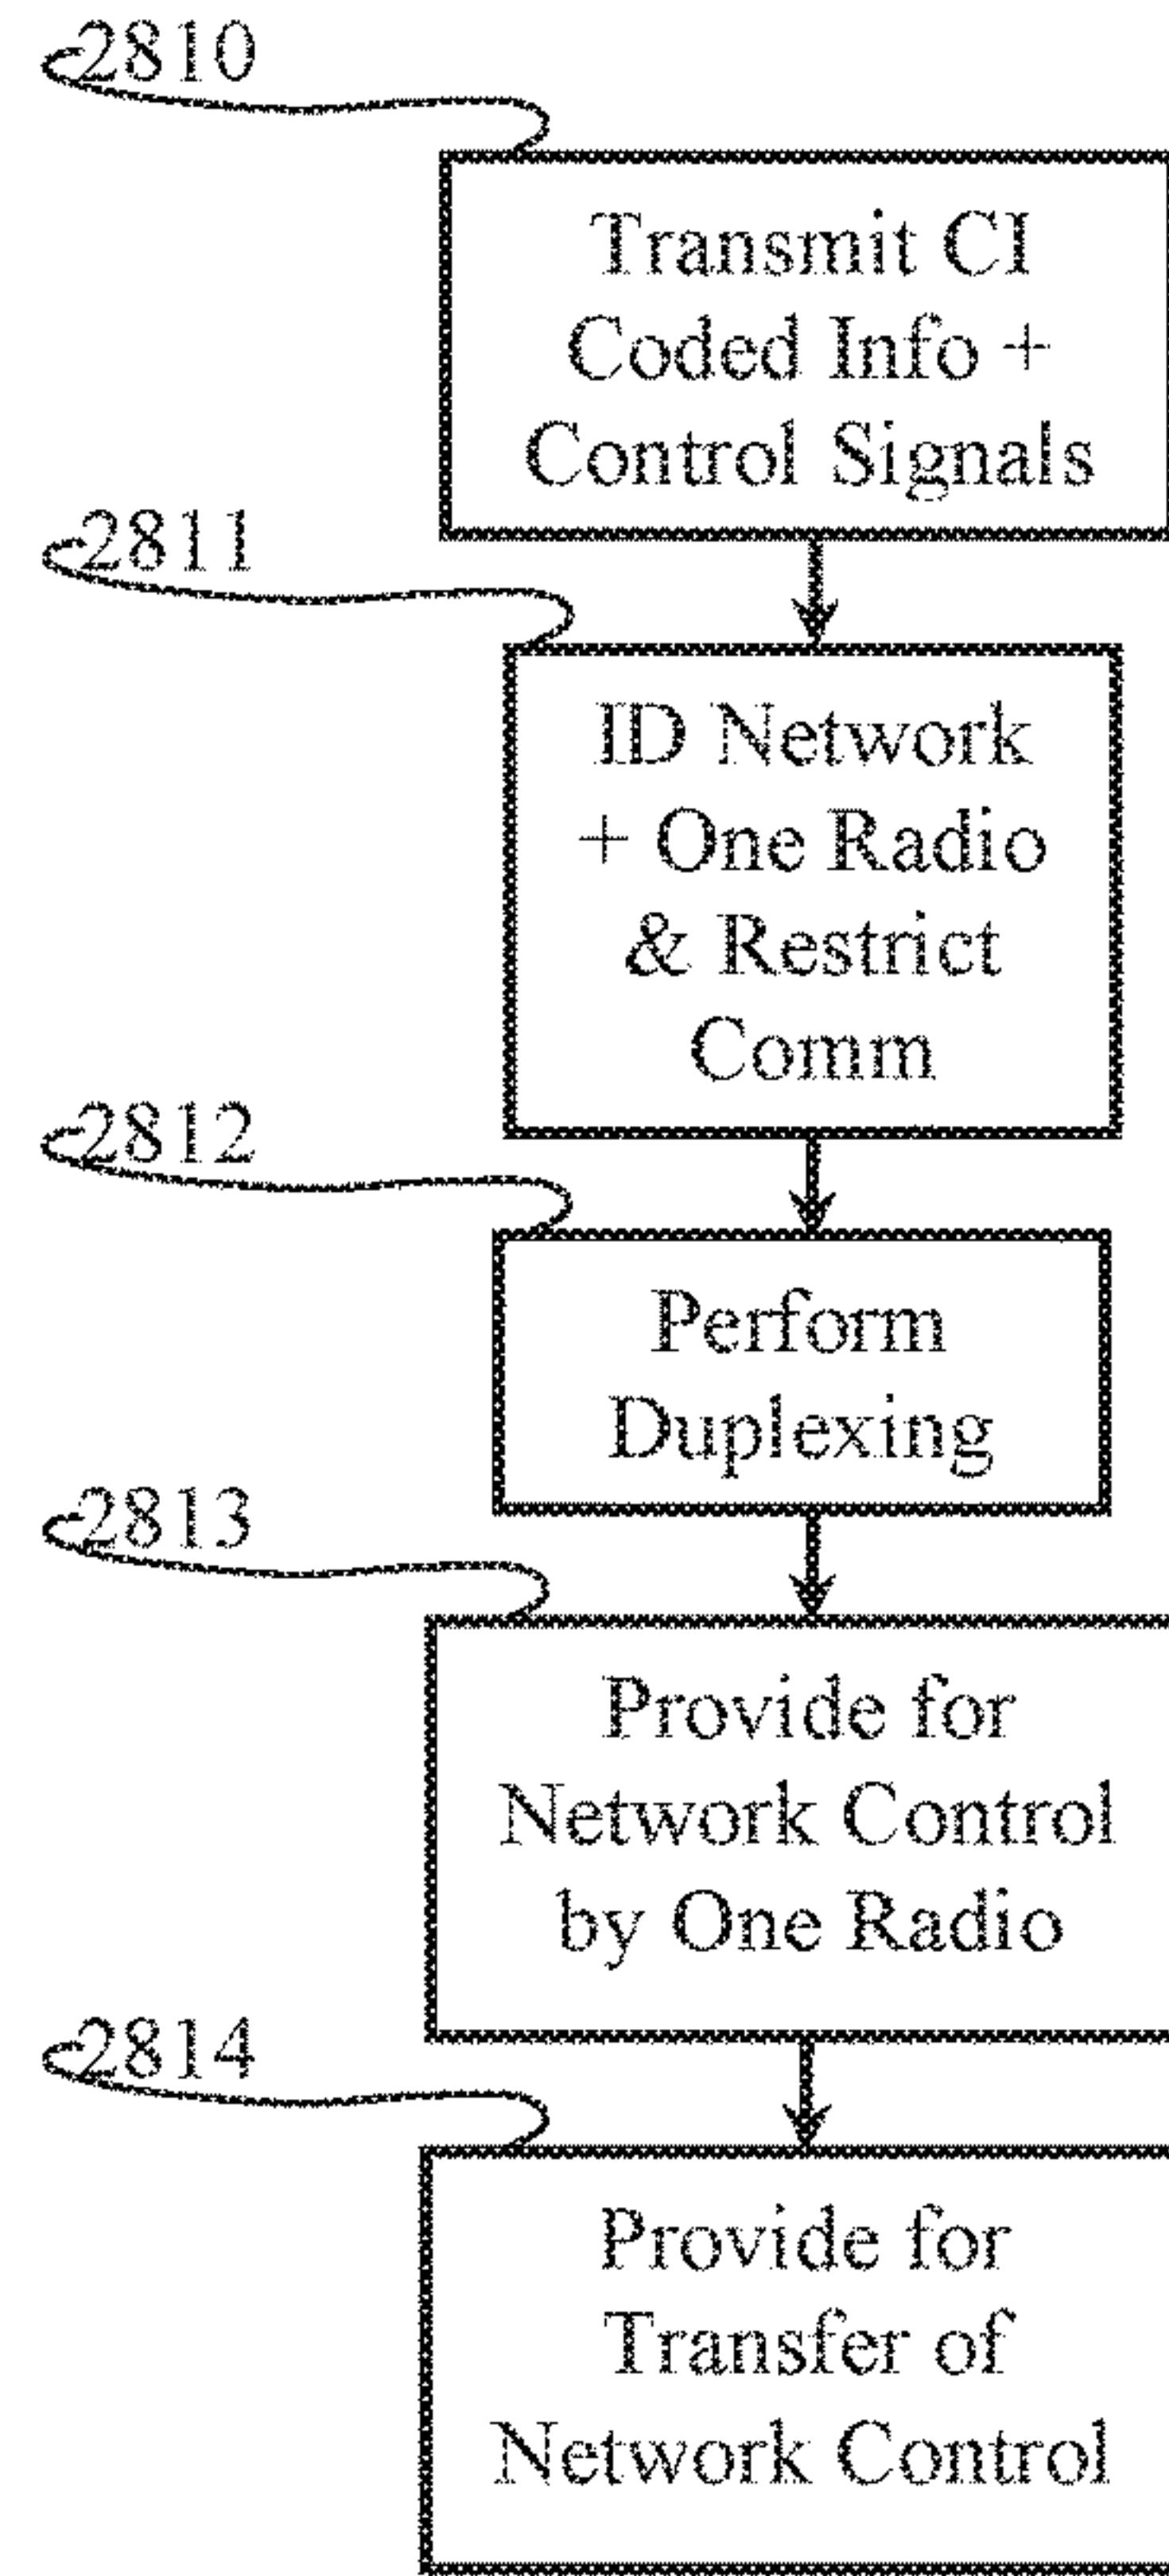 2810
Transmit CI
Coded Info +
Control Signals
2811
ID Network
+ One Radio
& Restrict
Comm
2812
Perform
Duplexing
2813
Provide for
Network Control
by One Radio
2814
Provide for
Transfer of
Network Control